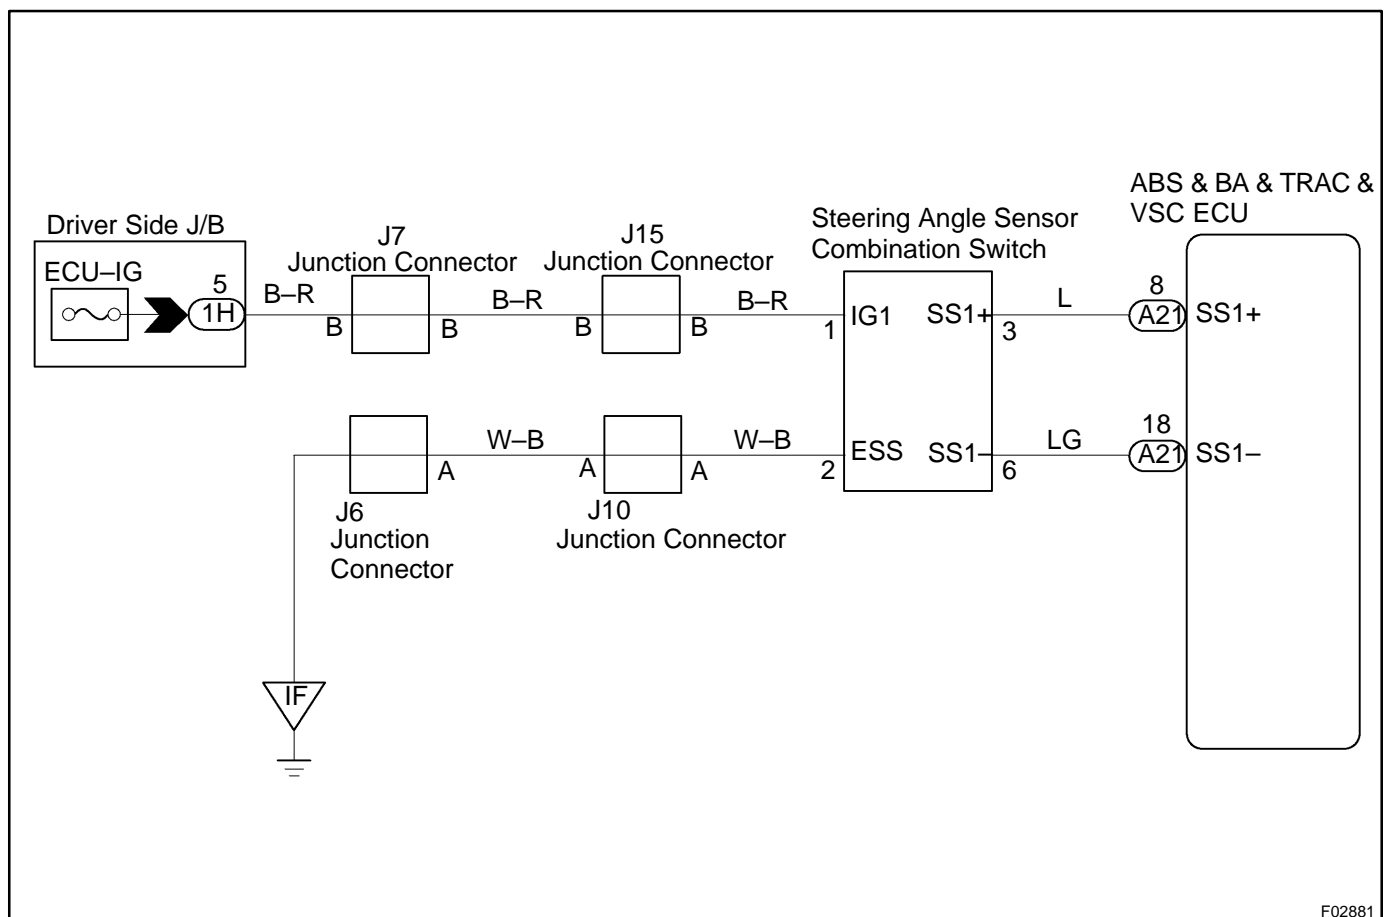 ABS & BA & TRAC &
VSC ECU
Driver Side J/B
ECU–IG
5
1H
B–R
J7
Junction Connector
B
B
B–R
J15
Junction Connector
B
B
B–R
Steering Angle Sensor
Combination Switch
1
IG1
SS1+
3
L
8
A21
SS1+
J6
Junction
Connector
A
W–B
J10
Junction Connector
A
A
W–B
2
ESS
SS1–
6
LG
18
A21
SS1–
IF
F02881